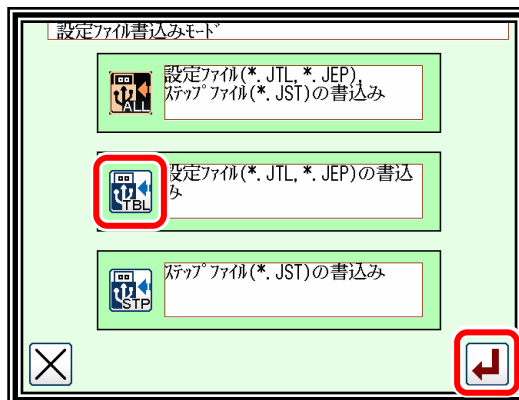 設定ﾌｧｲﾙ書込みﾓｰﾄﾞ
設定ﾌｧｲﾙ(*.JTL,*.JEP),
ｽﾃｯﾌﾟﾌｧｲﾙ(*.JST)の書込み
ALL
設定ﾌｧｲﾙ(*.JTL,*.JEP)の書込
み
TBL
ｽﾃｯﾌﾟﾌｧｲﾙ(*.JST)の書込み
STP